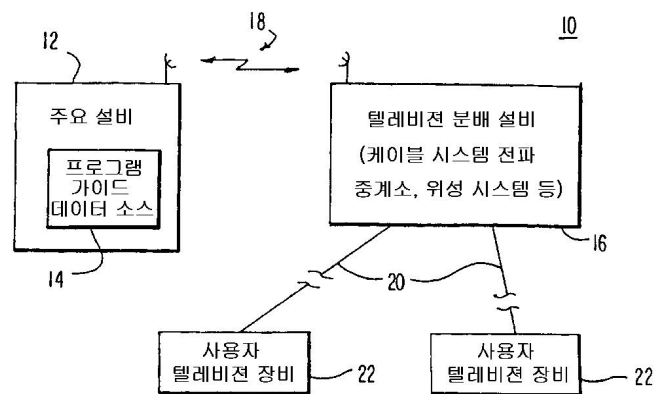 18
10
12
주요 설비
프로그램
가이드
데이터 소스
14
텔레비젼 분배 설비
(케이블 시스템 전파
중계소, 위성 시스템 등)
16
20
사용자
텔레비젼 장비
22
사용자
텔레비젼 장비
22